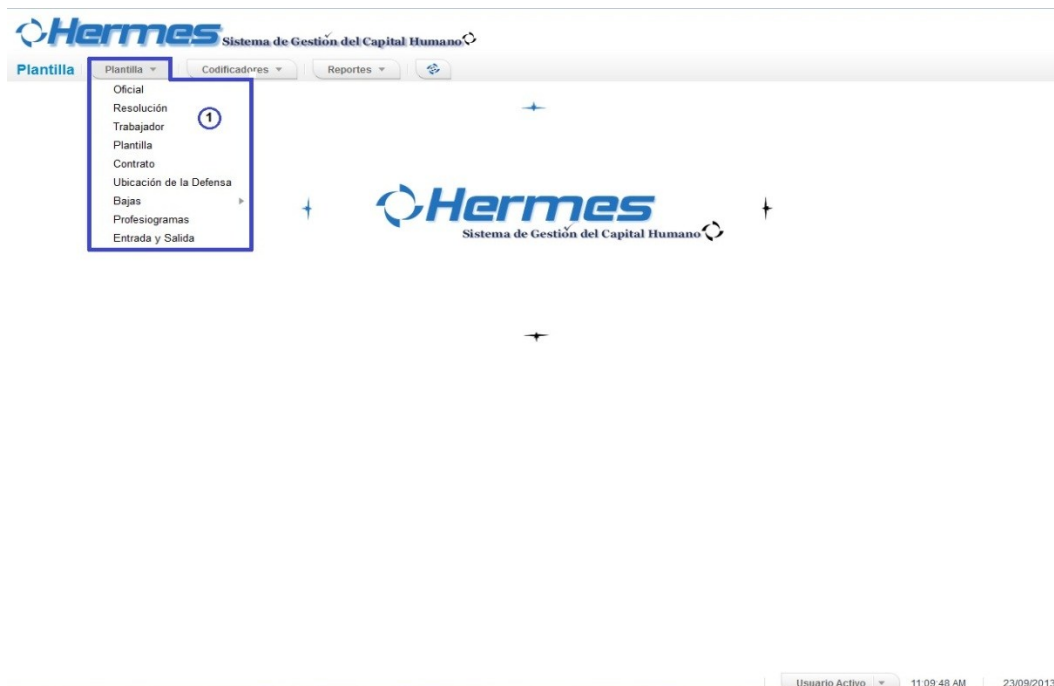 Hermes Sistema de Gestión del Capital Humano
Plantilla Plantilla Codificadores Reportes
Oficial
Resolución
1
Trabajador
Plantilla
Contrato
Ubicación de la Defensa
Bajas
Profesiogramas
Entrada y Salida
Hermes
Sistema de Gestión del Capital Humano
Usuario Activo 11:09:48 AM 23/09/2013